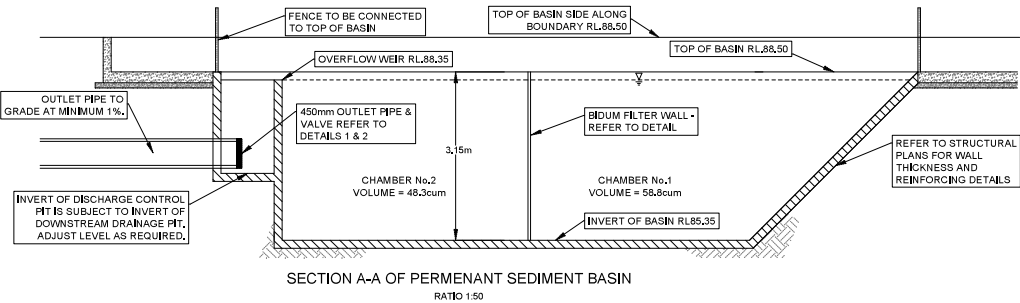 FENCE TO BE CONNECTED
TO TOP OF BASIN
TOP OF BASIN SIDE ALONG
BOUNDARY RL.88.50
TOP OF BASIN RL.88.50
OVERFLOW WEIR RL.88.35
OUTLET PIPE TO
GRADE AT MINIMUM 1%.
450mm OUTLET PIPE &
VALVE REFER TO
DETAILS 1 & 2
BIDUM FILTER WALL -
REFER TO DETAIL
3.15m
REFER TO STRUCTURAL
PLANS FOR WALL
THICKNESS AND
REINFORCING DETAILS
CHAMBER No.2
VOLUME = 48.3cum
CHAMBER No.1
VOLUME = 58.8cum
INVERT OF DISCHARGE CONTROL
PIT IS SUBJECT TO INVERT OF
DOWNSTREAM DRAINAGE PIT.
ADJUST LEVEL AS REQUIRED.
INVERT OF BASIN RL85.35
SECTION A-A OF PERMENANT SEDIMENT BASIN
RATIO 1:50